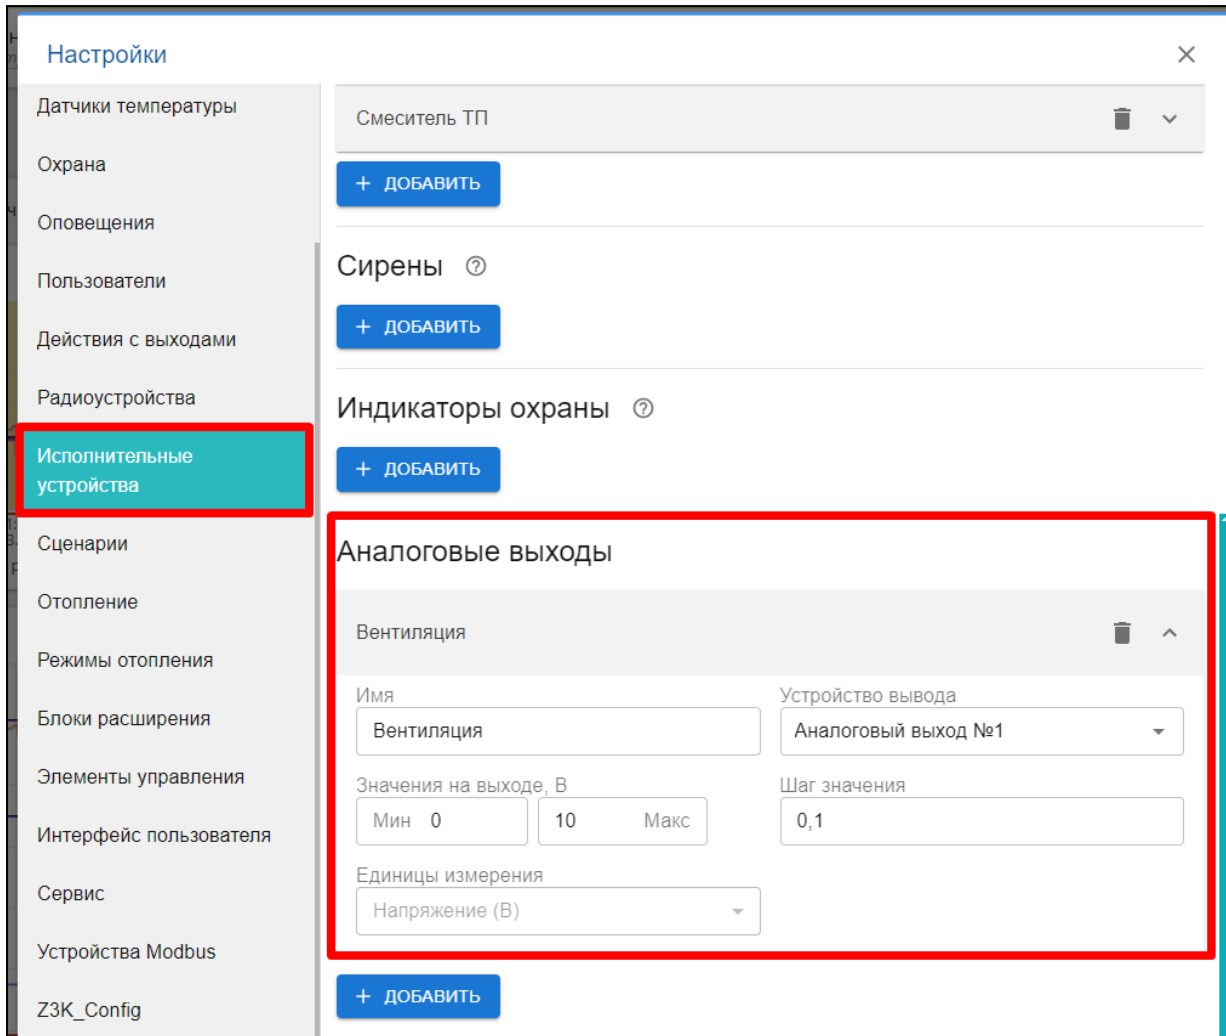 Настройки
Датчики температуры
Охрана
Оповещения
Пользователи
Действия с выходами
Радиоустройства
Исполнительные
устройства
Сценарии
Отопление
Режимы отопления
Блоки расширения
Элементы управления
Интерфейс пользователя
Сервис
Устройства Modbus
Z3K_Config
Смеситель ТП
+ ДОБАВИТЬ
Сирены
+ ДОБАВИТЬ
Индикаторы охраны
+ ДОБАВИТЬ
Аналоговые выходы
Вентиляция
Имя Устройство вывода
Вентиляция Аналоговый выход №1
Значения на выходе, В Шаг значения
Мин 0 10 Макс 0,1
Единицы измерения
Напряжение (В)
+ ДОБАВИТЬ